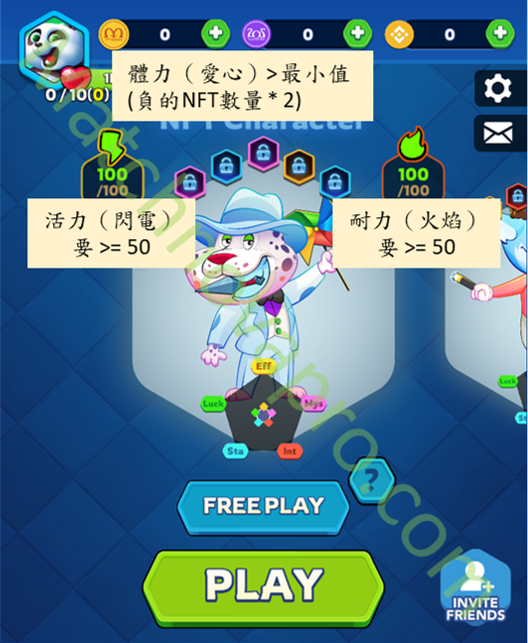 0
0
0
0/10(0)
體力（愛心）>最小值
(負的NFT數量 * 2)
NFT Character
100
/100
100
/100
活力（閃電）
要 >= 50
耐力（火焰）
要 >= 50
Eff
Luck
Mys
Sta
Int
Luck
FREE PLAY
?
PLAY
INVITE
FRIENDS